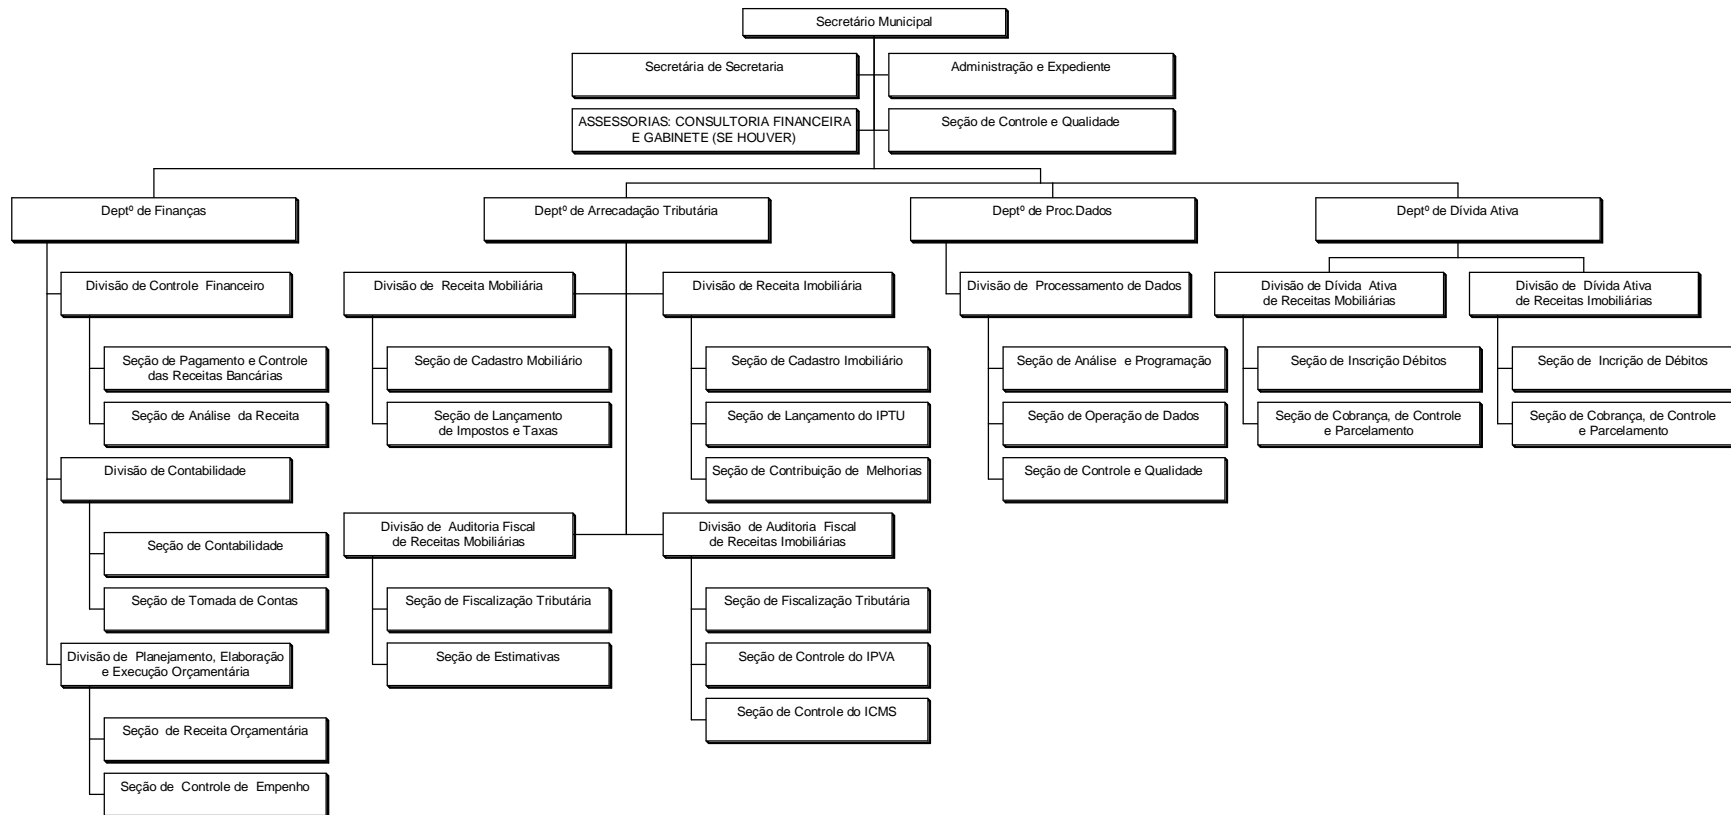 Secretário Municipal
Secretária de Secretaria
Administração e Expediente
ASSESSORIAS: CONSULTORIA FINANCEIRA
E GABINETE (SE HOUVER)
Seção de Controle e Qualidade
Deptº de Finanças
Deptº de Arrecadação Tributária
Deptº de Proc.Dados
Deptº de Dívida Ativa
Divisão de Controle Financeiro
Seção de Pagamento e Controle
das Receitas Bancárias
Seção de Análise da Receita
Divisão de Contabilidade
Seção de Contabilidade
Seção de Tomada de Contas
Divisão de Planejamento, Elaboração
e Execução Orçamentária
Seção de Receita Orçamentária
Seção de Controle de Empenho
Divisão de Receita Mobiliária
Seção de Cadastro Mobiliário
Seção de Lançamento
de Impostos e Taxas
Divisão de Receita Imobiliária
Seção de Cadastro Imobiliário
Seção de Lançamento do IPTU
Seção de Contribuição de Melhorias
Divisão de Auditoria Fiscal
de Receitas Mobiliárias
Seção de Fiscalização Tributária
Seção de Estimativas
Divisão de Auditoria Fiscal
de Receitas Imobiliárias
Seção de Fiscalização Tributária
Seção de Controle do IPVA
Seção de Controle do ICMS
Divisão de Processamento de Dados
Seção de Análise e Programação
Seção de Operação de Dados
Seção de Controle e Qualidade
Divisão de Dívida Ativa
de Receitas Mobiliárias
Seção de Inscrição Débitos
Seção de Cobrança, de Controle
e Parcelamento
Divisão de Dívida Ativa
de Receitas Imobiliárias
Seção de Incrição de Débitos
Seção de Cobrança, de Controle
e Parcelamento